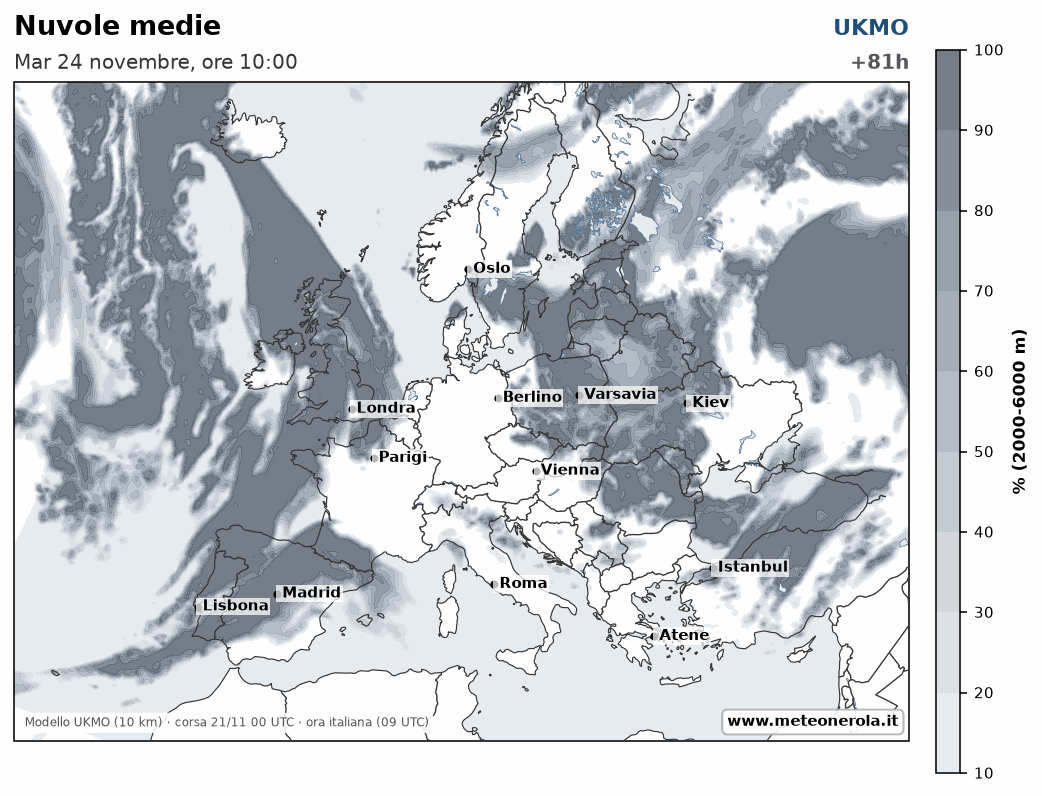 Nuvole medie
UKMO
Mar 24 novembre, ore 10:00
+81h
100
90
80
70
60
50
40
30
20
10
% (2000-6000 m)
Oslo
Berlino
Varsavia
Kiev
Londra
Parigi
Vienna
Istanbul
Roma
Madrid
Lisbona
Atene
Modello UKMO (10 km) · corsa 21/11 00 UTC · ora italiana (09 UTC)
www.meteonerola.it